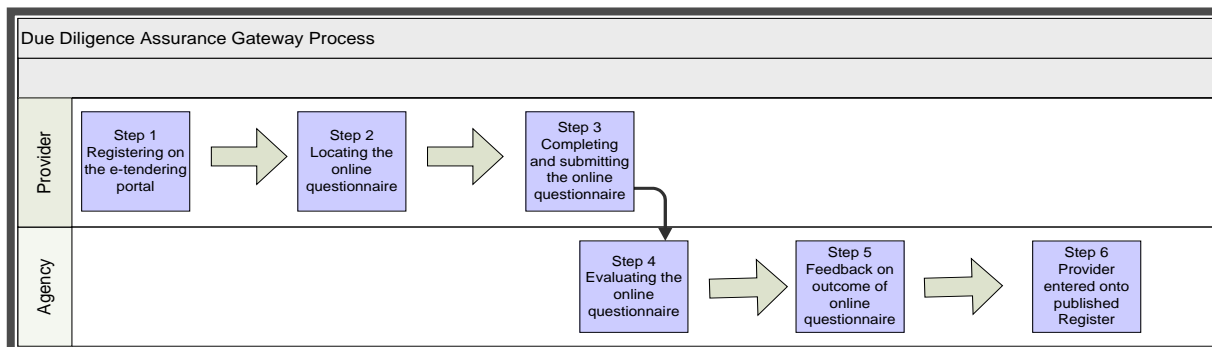 Due Diligence Assurance Gateway Process
Provider
Step 1
Registering on
the e-tendering
portal
Step 2
Locating the
online
questionnaire
Step 3
Completing
and submitting
the online
questionnaire
Agency
Step 4
Evaluating the
online
questionnaire
Step 5
Feedback on
outcome of
online
questionnaire
Step 6
Provider
entered onto
published
Register